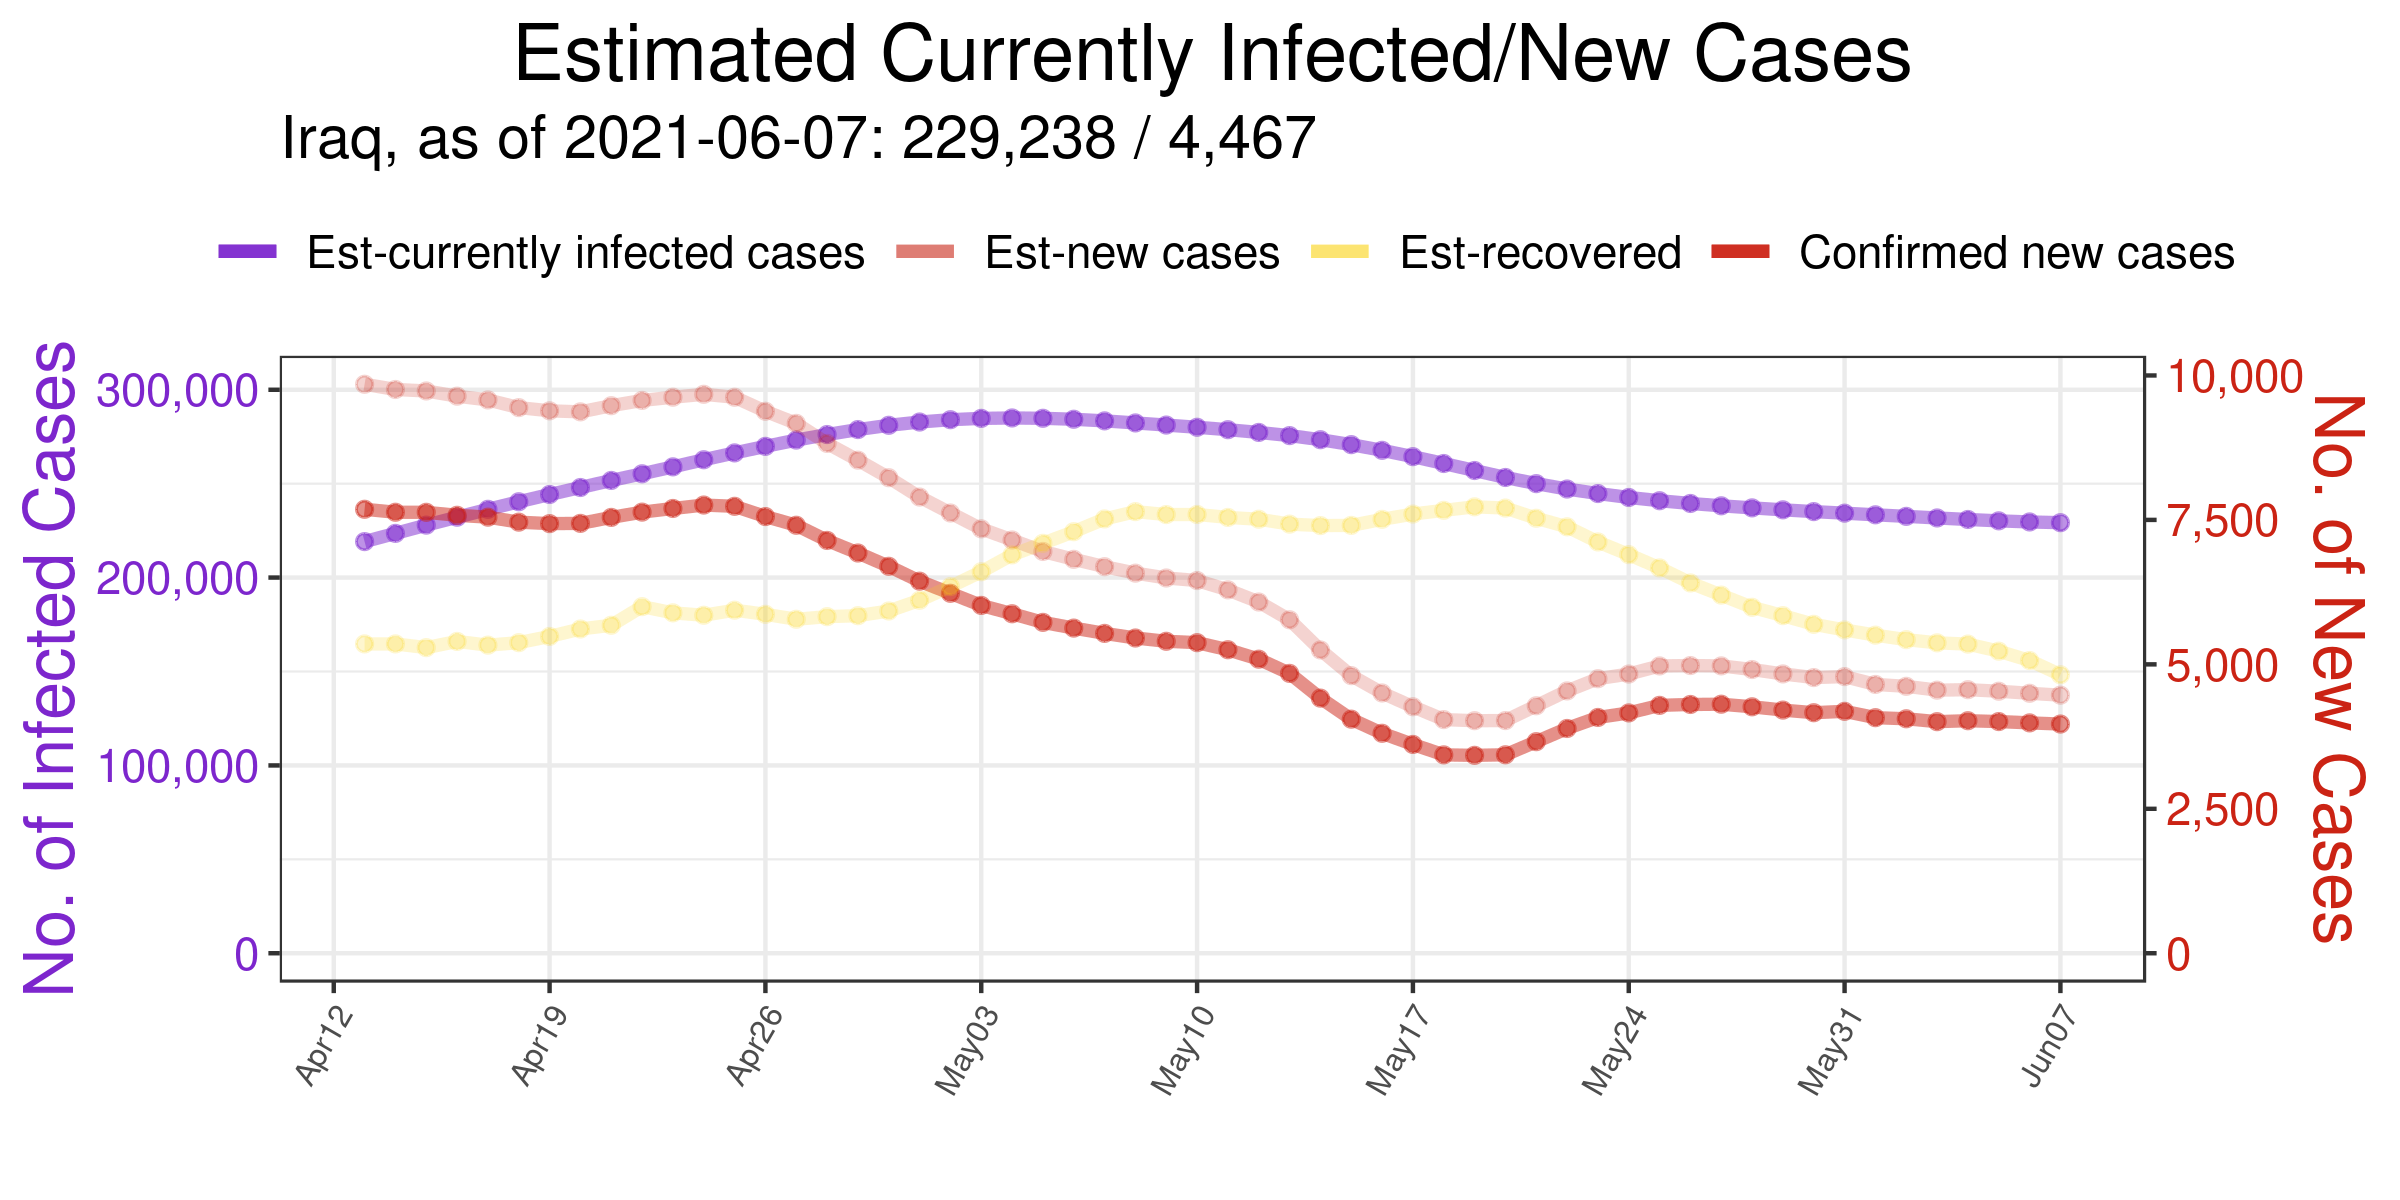 Estimated Currently Infected/New Cases
Iraq, as of 2021-06-07: 229,238 / 4,467
Est-currently infected cases Est-new cases Est-recovered Confirmed new cases
No. of Infected Cases
300,000
200,000
100,000
0
10,000
7,500
5,000
2,500
0
No. of New Cases
Apr12 Apr19 Apr26 May03 May10 May17 May24 May31 Jun07